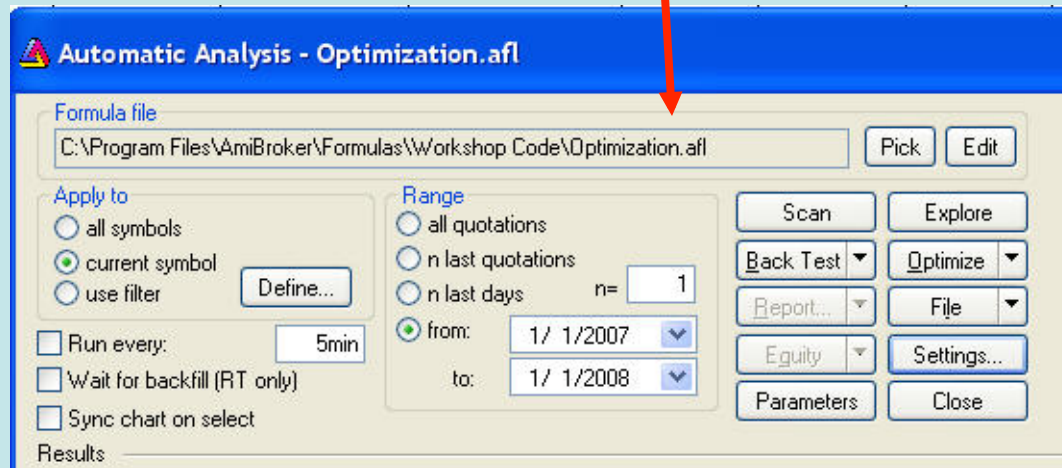 Automatic Analysis - Optimization.afl
Formula file
C:\Program Files\AmiBroker\Formulas\Workshop Code\Optimization.afl
Pick
Edit
Apply to
all symbols
current symbol
use filter
Define...
Run every:
5min
Wait for backfill (RT only)
Sync chart on select
Range
all quotations
n last quotations
n last days
n=
1
from:
1/ 1/2007
to:
1/ 1/2008
Scan
Explore
Back Test
Optimize
Report...
File
Equity
Settings...
Parameters
Close
Results